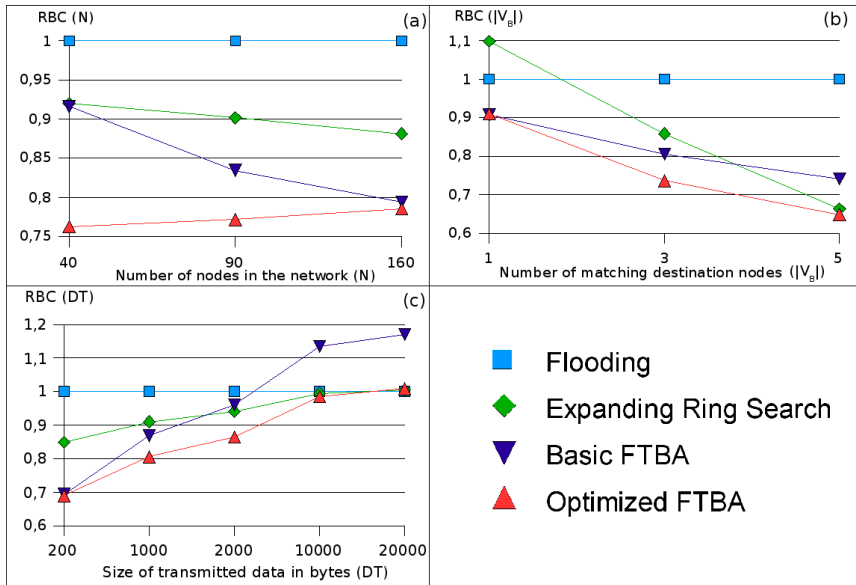 RBC (N)
(a)
1
0,95
0,9
0,85
0,8
0,75
40
90
160
Number of nodes in the network (N)
RBC (|V_B|)
(b)
1,1
1
0,9
0,8
0,7
0,6
1
3
5
Number of matching destination nodes (|V_B|)
RBC (DT)
(c)
1,2
1,1
1
0,9
0,8
0,7
0,6
200
1000
2000
10000
20000
Size of transmitted data in bytes (DT)
Flooding
Expanding Ring Search
Basic FTBA
Optimized FTBA